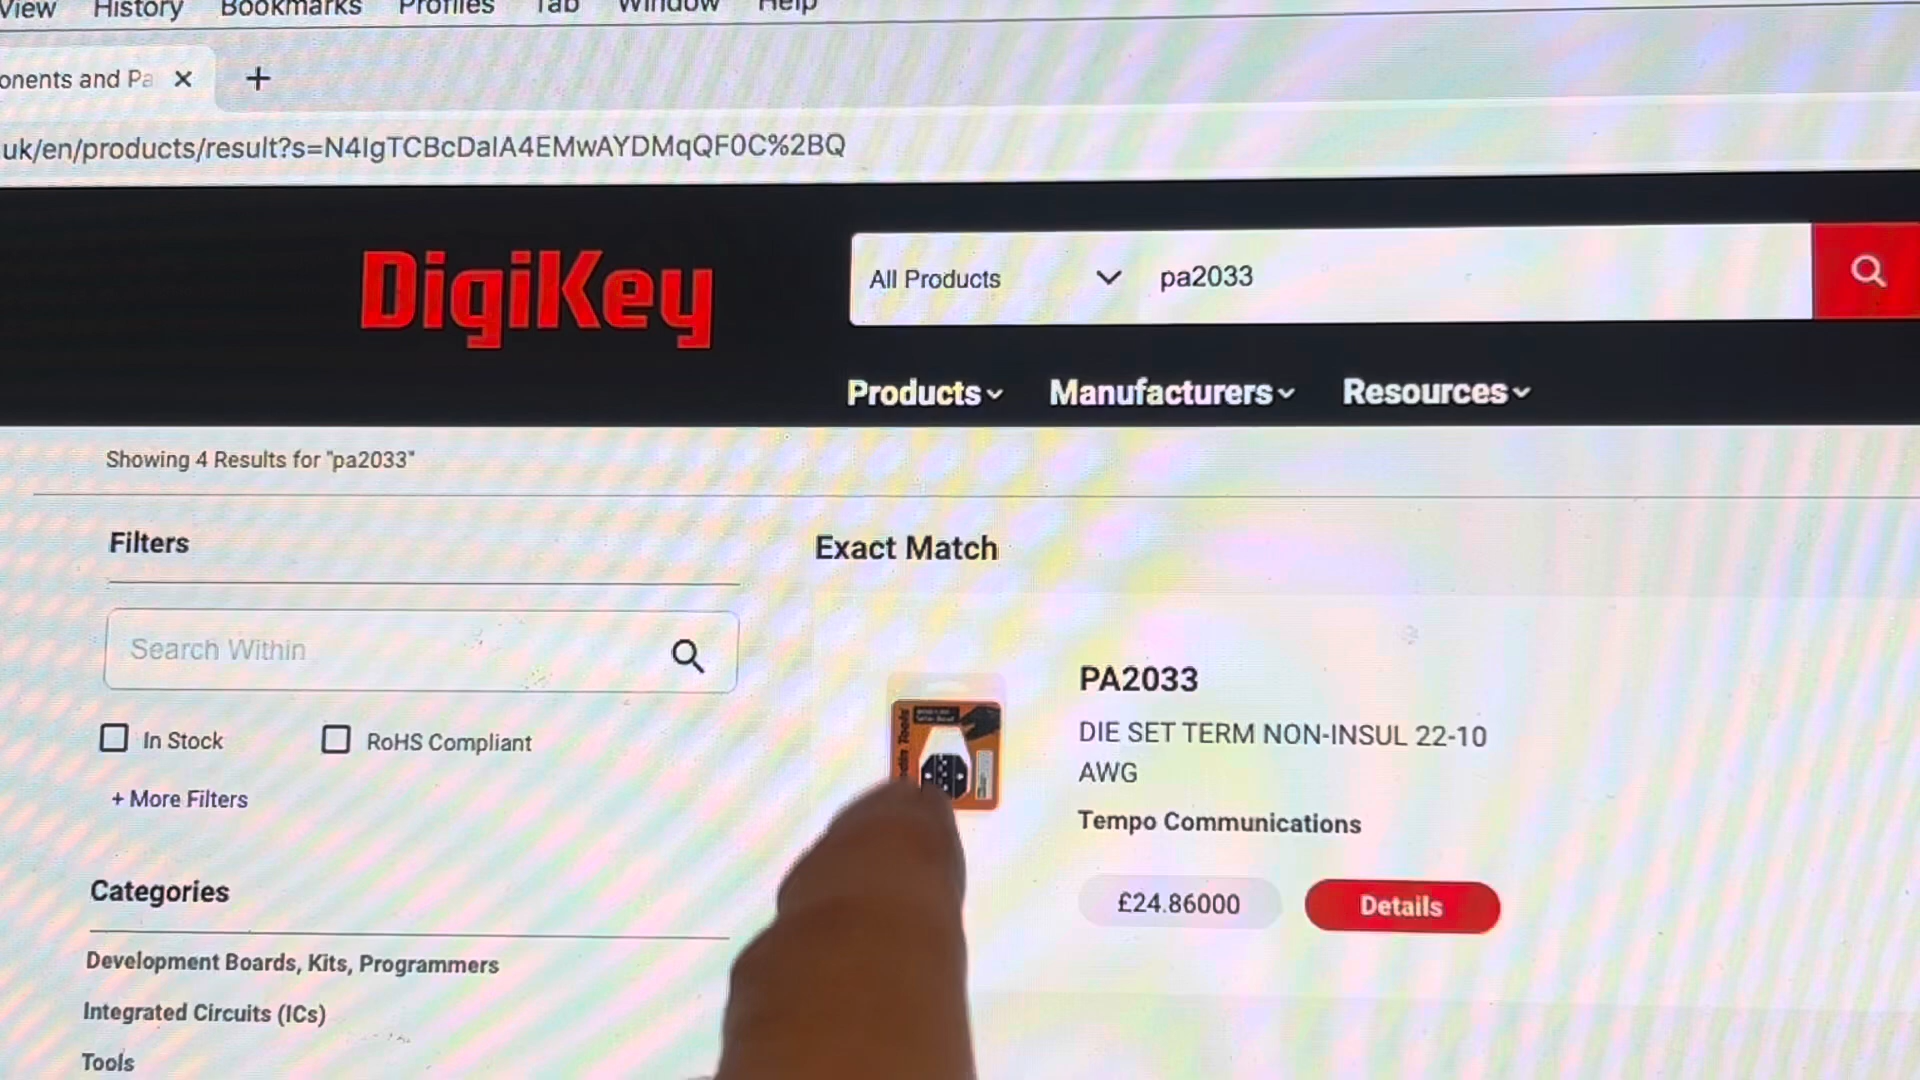 View History Bookmarks Profiles Tab Window Help
onents and Pa
uk/en/products/result?s=N4IgTCBcDaIA4EMwAYDMqQF0C%2BQ
DigiKey
All Products
pa2033
Products
Manufacturers
Resources
Showing 4 Results for "pa2033"
Filters
Exact Match
Search Within
In Stock
RoHS Compliant
+ More Filters
PA2033
DIE SET TERM NON-INSUL 22-10
AWG
Tempo Communications
£24.86000
Details
Categories
Development Boards, Kits, Programmers
Integrated Circuits (ICs)
Tools